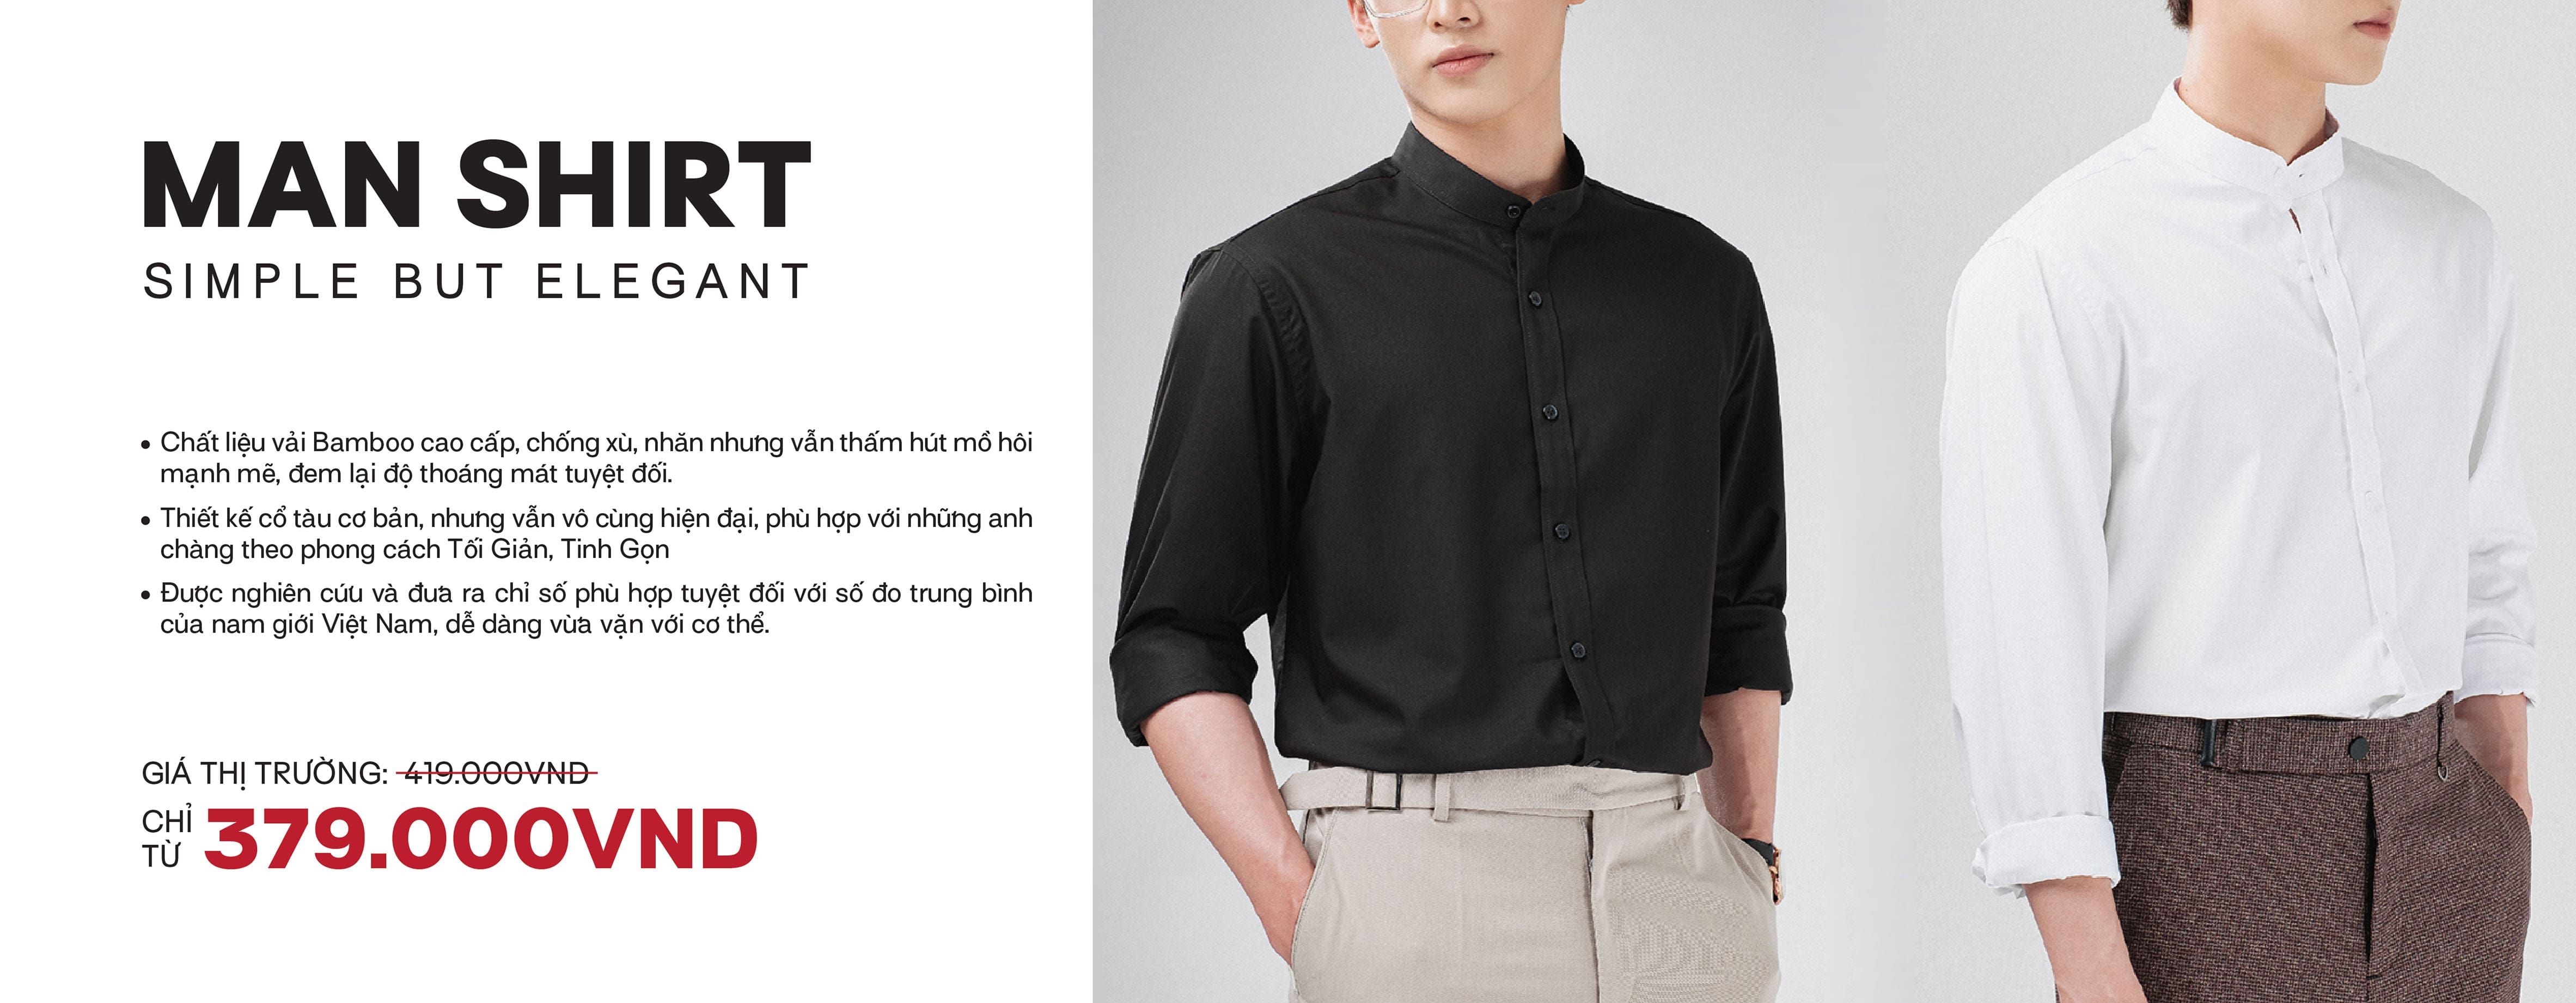 MAN SHIRT
SIMPLE BUT ELEGANT
• Chất liệu vải Bamboo cao cấp, chống xù, nhăn nhưng vẫn thấm hút mồ hôi
mạnh mẽ, đem lại độ thoáng mát tuyệt đối.
• Thiết kế cổ tàu cơ bản, nhưng vẫn vô cùng hiện đại, phù hợp với những anh
chàng theo phong cách Tối Giản, Tinh Gọn
• Được nghiên cứu và đưa ra chỉ số phù hợp tuyệt đối với số đo trung bình
của nam giới Việt Nam, dễ dàng vừa vặn với cơ thể.
GIÁ THỊ TRƯỜNG: 419.000VND
CHỈ TỪ 379.000VND